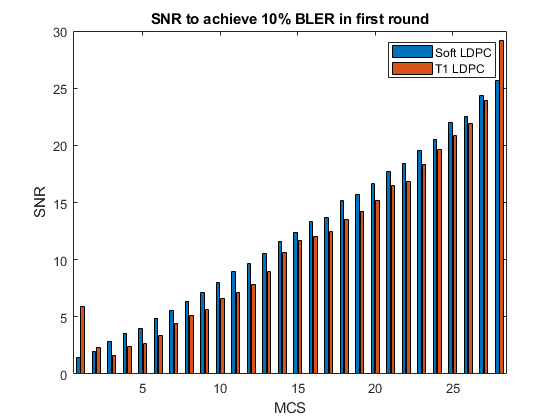 SNR to achieve 10% BLER in first round
Soft LDPC
T1 LDPC
30
25
20
15
10
5
0
SNR
5
10
15
20
25
MCS